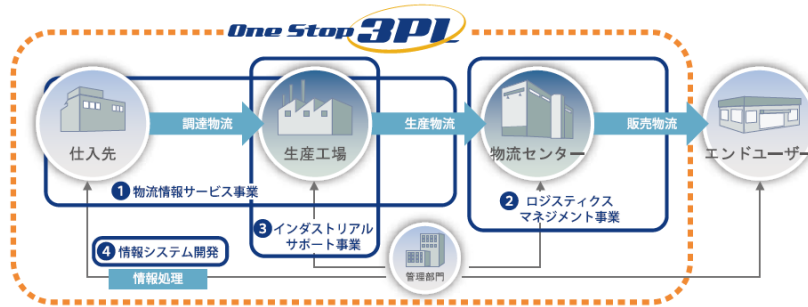 One Stop 3PL
調達物流
生産物流
販売物流
仕入先
生産工場
物流センター
エンドユーザー
1 物流情報サービス事業
2 ロジスティクス
マネジメント事業
3 インダストリアル
サポート事業
4 情報システム開発
情報処理
管理部門